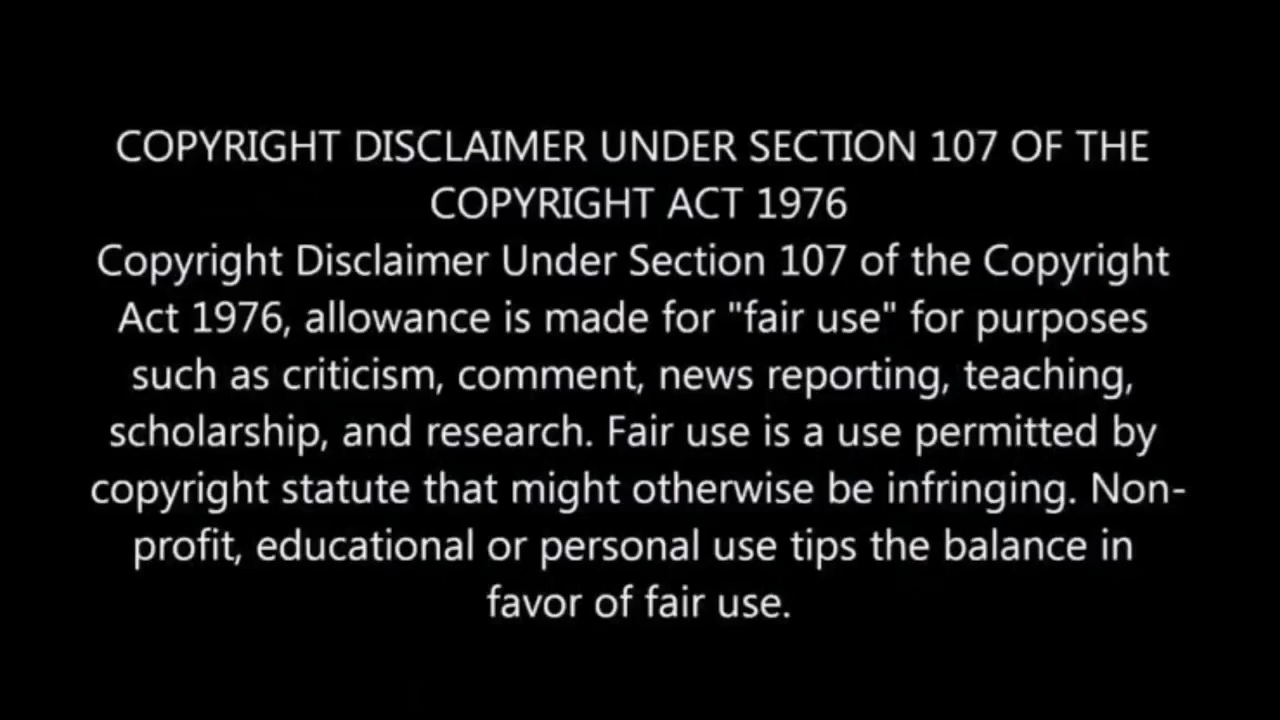 COPYRIGHT DISCLAIMER UNDER SECTION 107 OF THE
COPYRIGHT ACT 1976
Copyright Disclaimer Under Section 107 of the Copyright
Act 1976, allowance is made for "fair use" for purposes
such as criticism, comment, news reporting, teaching,
scholarship, and research. Fair use is a use permitted by
copyright statute that might otherwise be infringing. Non-
profit, educational or personal use tips the balance in
favor of fair use.